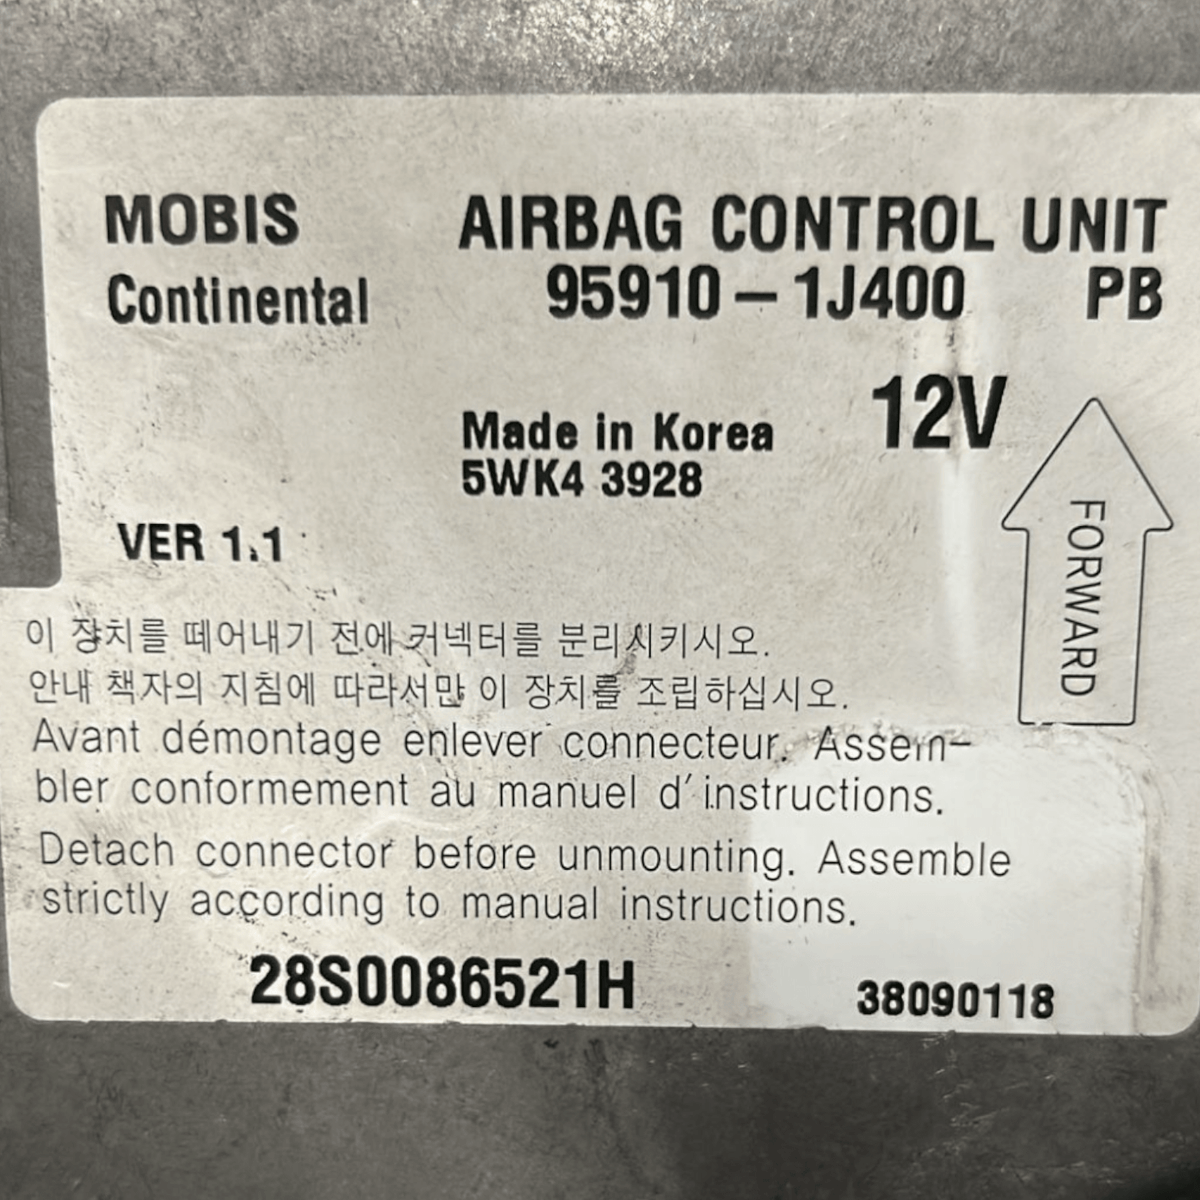 MOBIS AIRBAG CONTROL UNIT
Continental 95910-1J400 PB
12V
Made in Korea
5WK4 3928
FORWARD
VER 1.1
이 장치를 떼어내기 전에 커넥터를 분리시키시오.
안내 책자의 지침에 따라서만 이 장치를 조립하십시오.
Avant démontage enlever connecteur. Assem-
bler conformement au manuel d'instructions.
Detach connector before unmounting. Assemble
strictly according to manual instructions.
28S0086521H 38090118